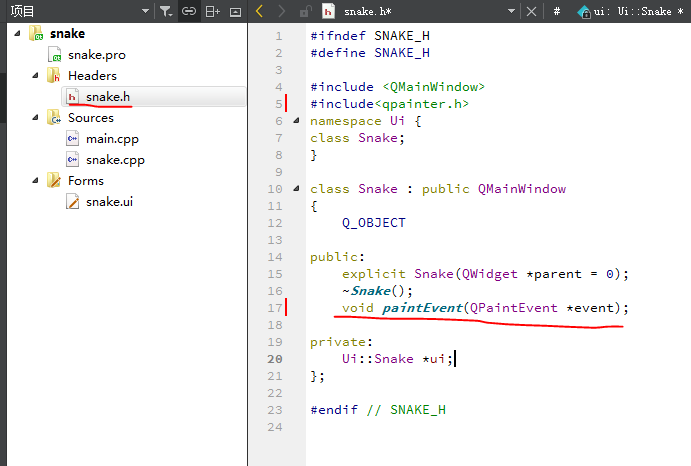 项目
snake.h*
#
ui: Ui::Snake *
snake
snake.pro
Headers
snake.h
Sources
main.cpp
snake.cpp
Forms
snake.ui
1 #ifndef SNAKE_H
2 #define SNAKE_H
3
4 #include <QMainWindow>
5 #include<qpainter.h>
6 namespace Ui {
7 class Snake;
8 }
9
10 class Snake : public QMainWindow
11 {
12     Q_OBJECT
13
14 public:
15     explicit Snake(QWidget *parent = 0);
16     ~Snake();
17     void paintEvent(QPaintEvent *event);
18
19 private:
20     Ui::Snake *ui;
21 };
22
23 #endif // SNAKE_H
24